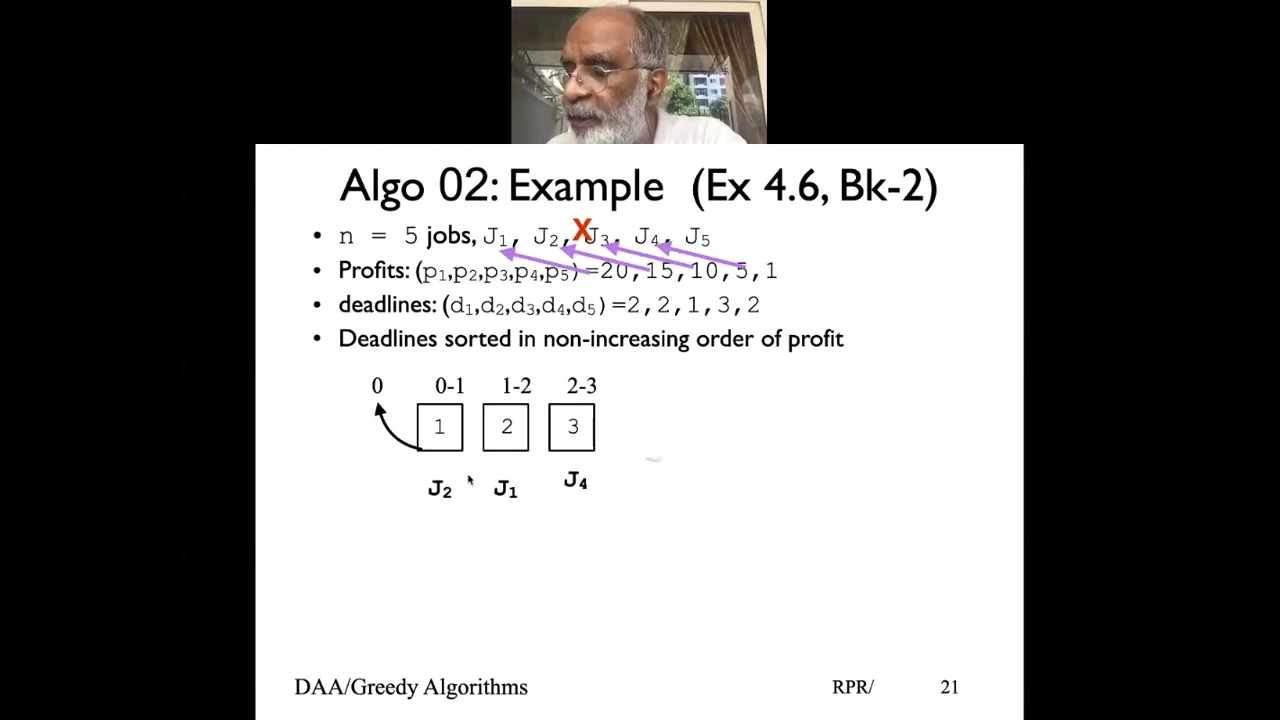 Algo 02: Example (Ex 4.6, Bk-2)
• n = 5 jobs, J₁, J₂, X J₃, J₄, J₅
• Profits: (p₁,p₂,p₃,p₄,p₅)=20,15,10,5,1
• deadlines: (d₁,d₂,d₃,d₄,d₅)=2,2,1,3,2
• Deadlines sorted in non-increasing order of profit
0 0-1 1-2 2-3
1 2 3
J₂ J₁ J₄
DAA/Greedy Algorithms RPR/ 21